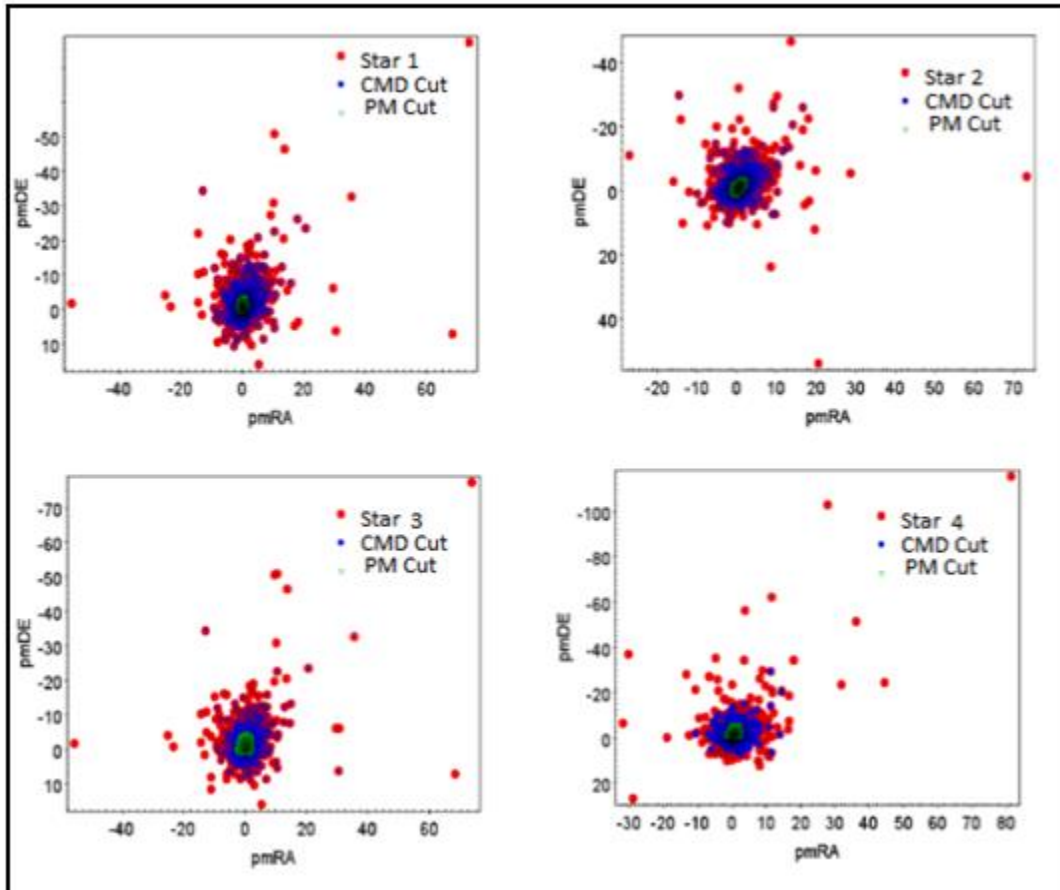 Star 1
CMD Cut
PM Cut
-50
-40
-30
-20
-10
0
10
pmDE
-40 -20 0 20 40 60
pmRA
Star 2
CMD Cut
PM Cut
-40
-20
0
20
40
pmDE
-20 -10 0 10 20 30 40 50 60 70
pmRA
Star 3
CMD Cut
PM Cut
-70
-60
-50
-40
-30
-20
-10
0
10
pmDE
-40 -20 0 20 40 60
pmRA
Star 4
CMD Cut
PM Cut
-100
-80
-60
-40
-20
0
20
pmDE
-30 -20 -10 0 10 20 30 40 50 60 70 80
pmRA